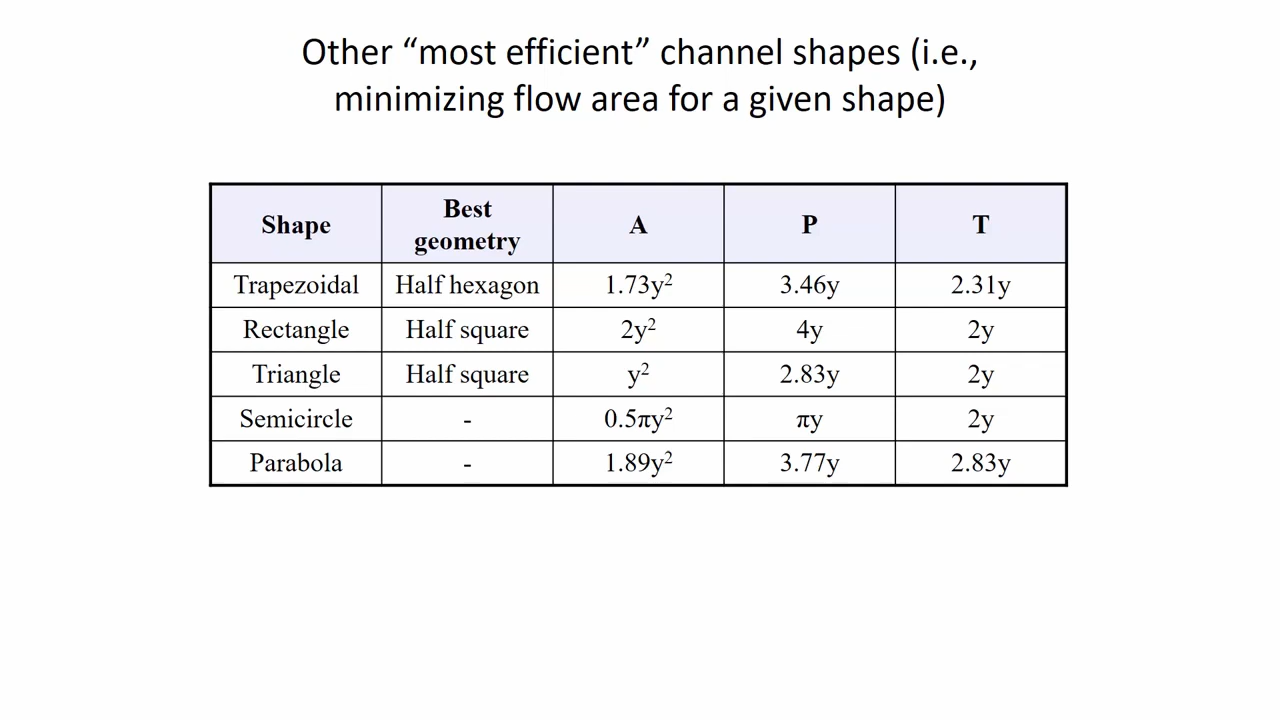 Other “most efficient” channel shapes (i.e.,
minimizing flow area for a given shape)
Shape Best geometry A P T
Trapezoidal Half hexagon 1.73y² 3.46y 2.31y
Rectangle Half square 2y² 4y 2y
Triangle Half square y² 2.83y 2y
Semicircle - 0.5πy² πy 2y
Parabola - 1.89y² 3.77y 2.83y